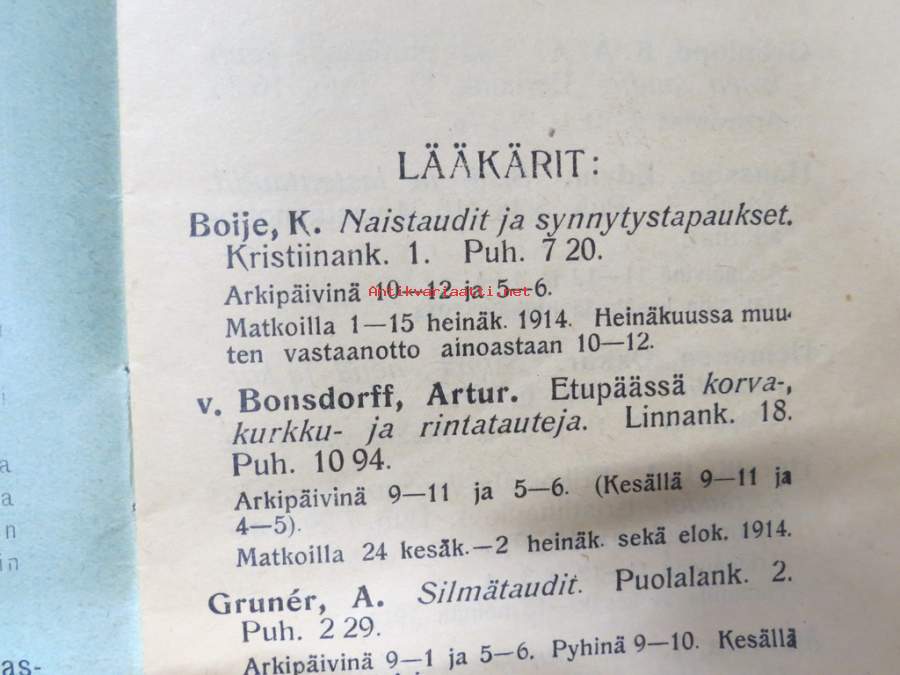 LÄÄKÄRIT:
Boije, K. Naistaudit ja synnytystapaukset.
Kristiinank. 1. Puh. 7 20.
Arkipäivinä 10—12 ja 5—6.
Antikvariaatti.net
Matkoilla 1—15 heinäk. 1914. Heinäkuussa muu-
ten vastaanotto ainoastaan 10—12.
v. Bonsdorff, Artur. Etupäässä korva-,
kurkku- ja rintatauteja. Linnank. 18.
Puh. 10 94.
Arkipäivinä 9—11 ja 5—6. (Kesällä 9—11 ja
4—5).
Matkoilla 24 kesäk.—2 heinäk. sekä elok. 1914.
Grunér, A. Silmätaudit. Puolalank. 2.
Puh. 2 29.
Arkipäivinä 9—1 ja 5—6. Pyhinä 9—10. Kesällä